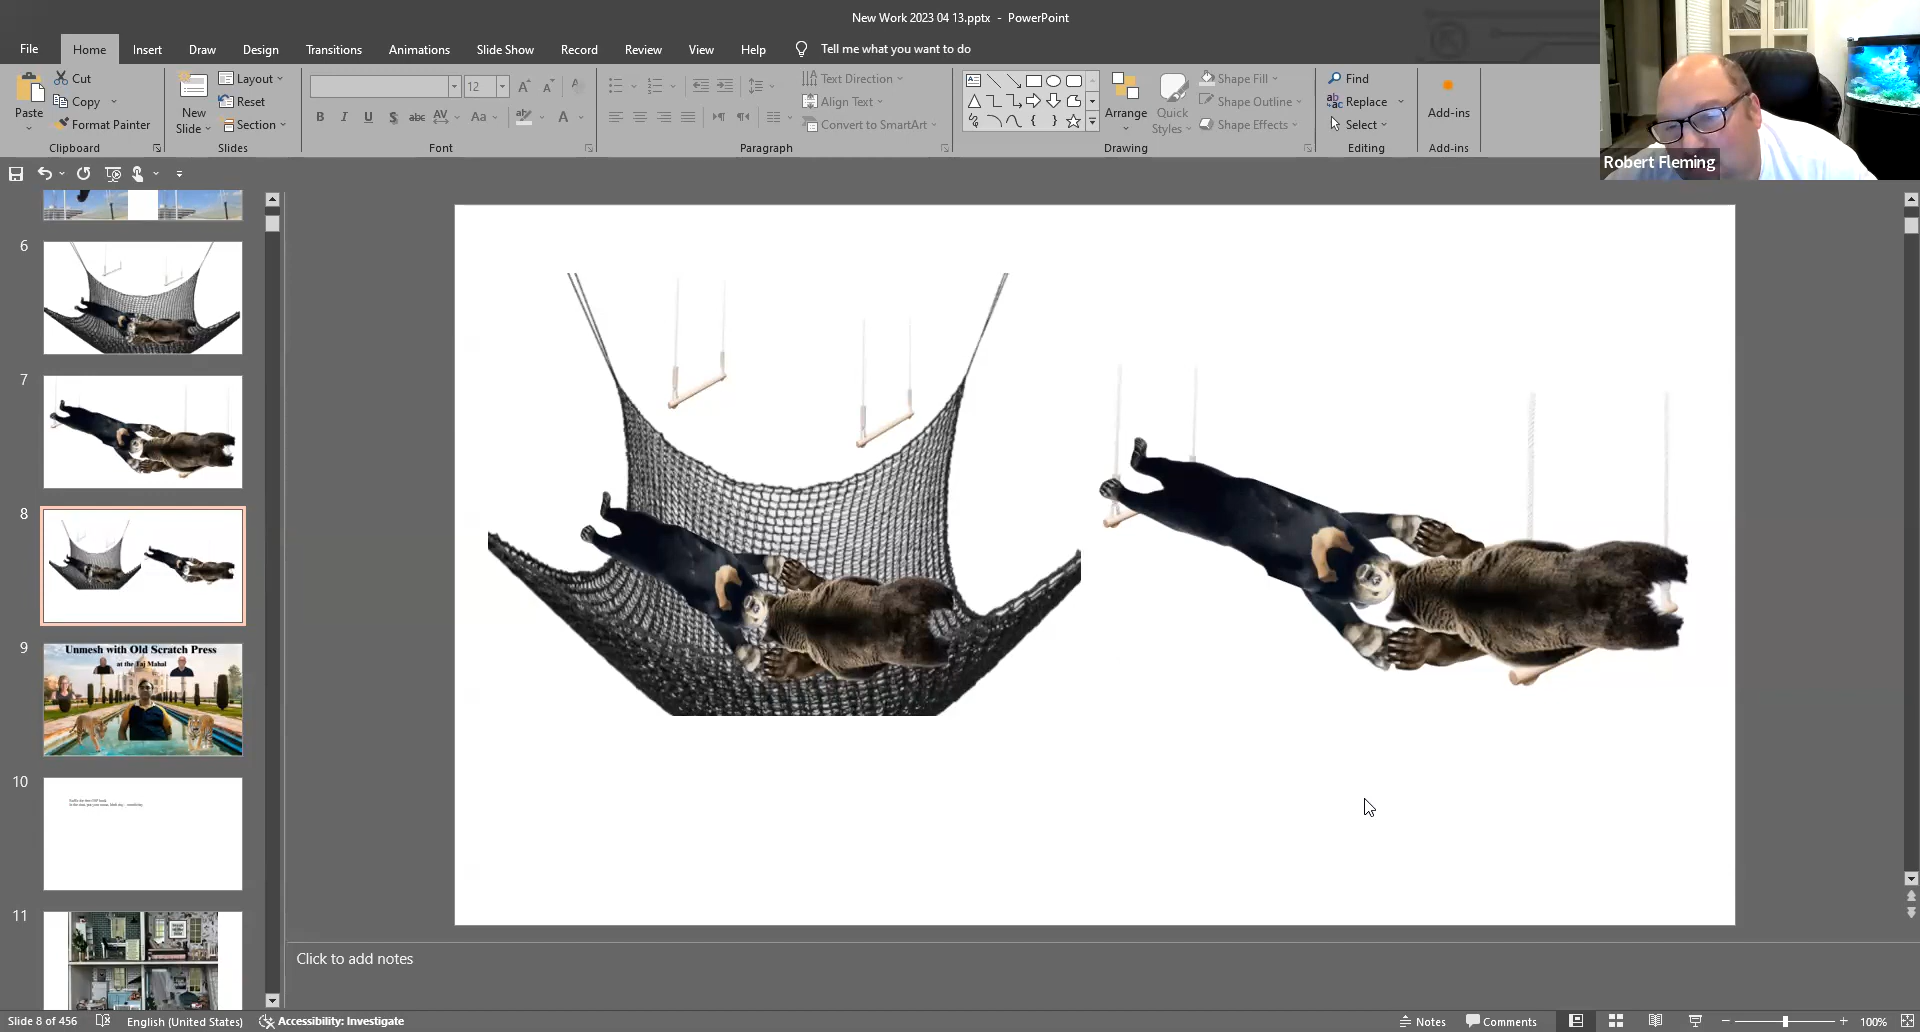 New Work 2023 04 13.pptx - PowerPoint
File Home Insert Draw Design Transitions Animations Slide Show Record Review View Help Tell me what you want to do
Cut
Copy
Format Painter
Paste
Clipboard
New
Slide
Layout
Reset
Section
Slides
12
B I U S abc AV Aa A
Font
Text Direction
Align Text
Convert to SmartArt
Paragraph
Arrange
Quick
Styles
Shape Fill
Shape Outline
Shape Effects
Drawing
Find
Replace
Select
Editing
Add-ins
Add-ins
Robert Fleming
6
7
8
9
Unmesh with Old Scratch Press
at the Taj Mahal
10
11
Click to add notes
Slide 8 of 456 English (United States) Accessibility: Investigate Notes Comments 100%